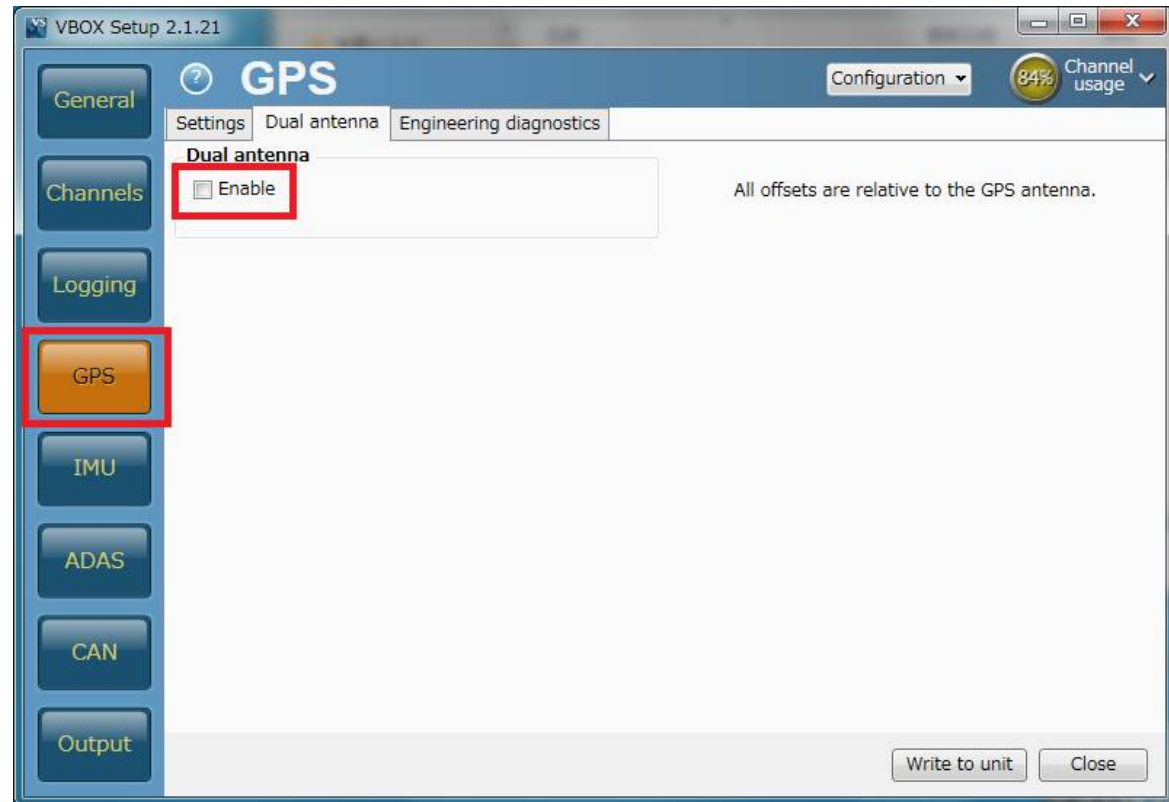 VBOX Setup 2.1.21
General
GPS
Configuration
84%
Channel usage
Settings
Dual antenna
Engineering diagnostics
Dual antenna
Enable
All offsets are relative to the GPS antenna.
Channels
Logging
GPS
IMU
ADAS
CAN
Output
Write to unit
Close